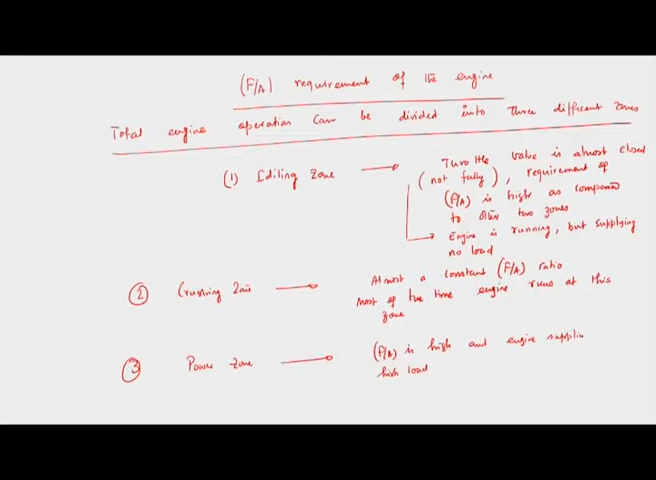 (F/A) requirement of the engine
Total engine operation can be divided into three different zones
(1) Idiling Zone → Turottle valve is almost closed
(not fully), requirement of
(F/A) is high as compared
to other two zones
→ Engine is running, but supplying
no load
② Crusning Zone → Almost a constant (F/A) ratio
most of the time engine runs at this
zone
③ Power zone → (F/A) is high and engine supplies
high load